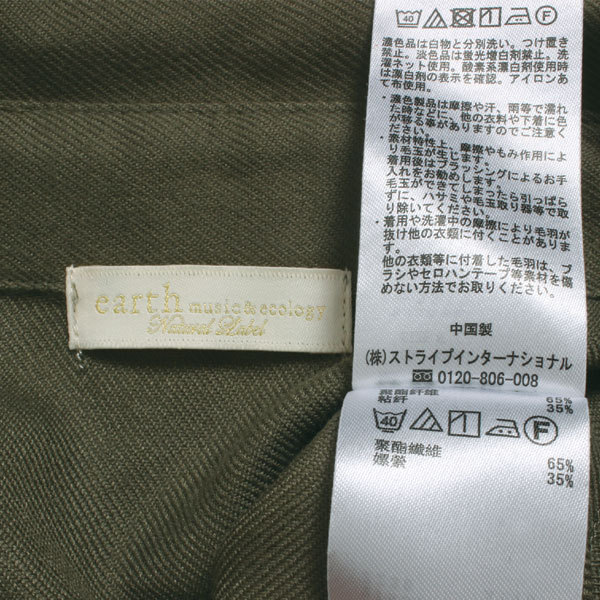 earth music&ecology
Natural Label
40
F
濃色品は白物と分別洗い。つけ置き
禁止。淡色品は蛍光増白剤禁止。洗
濯ネット使用。酸素系漂白剤使用時
は漂白剤の表示を確認。アイロンあ
て布使用。
・濃色製品は摩擦や汗、雨等で濡れ
た時などに、他の衣料や下着に色
が移る事がありますのでご注意く
ださい。
・素材特性上、摩擦やもみ作用によ
り毛玉が生じます。
着用後はブラッシングによるお手
入れをお勧めします。
毛玉ができてしまったら引っぱら
ずに、ハサミや毛玉取り器等で取
り除いてください。
・着用や洗濯中の摩擦により毛羽が
抜け他の衣類に付くことがありま
す。
他の衣類等に付着した毛羽は、ブ
ラシやセロハンテープ等素材を傷
めない方法でお取りください。
中国製
(株)ストライプインターナショナル
0120-806-008
聚酯纤维 65%
粘纤 35%
40
F
聚酯纖維 65%
嫘縈 35%